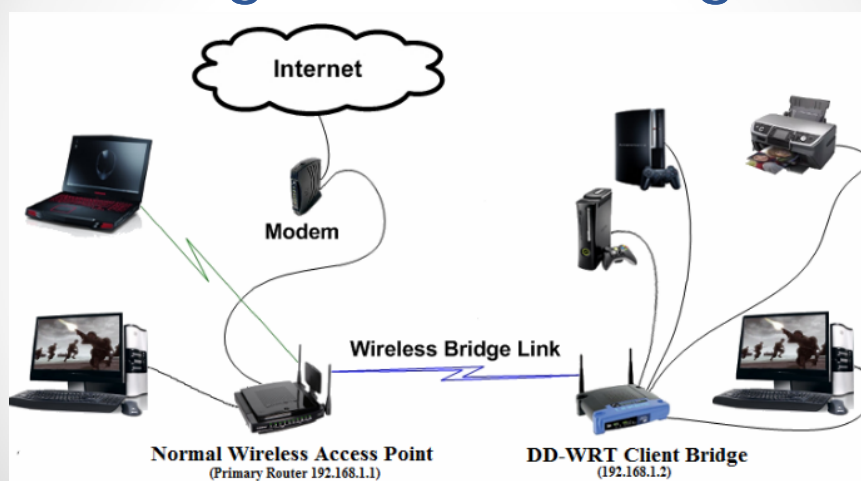 Internet
Modem
Wireless Bridge Link
Normal Wireless Access Point
(Primary Router 192.168.1.1)
DD-WRT Client Bridge
(192.168.1.2)